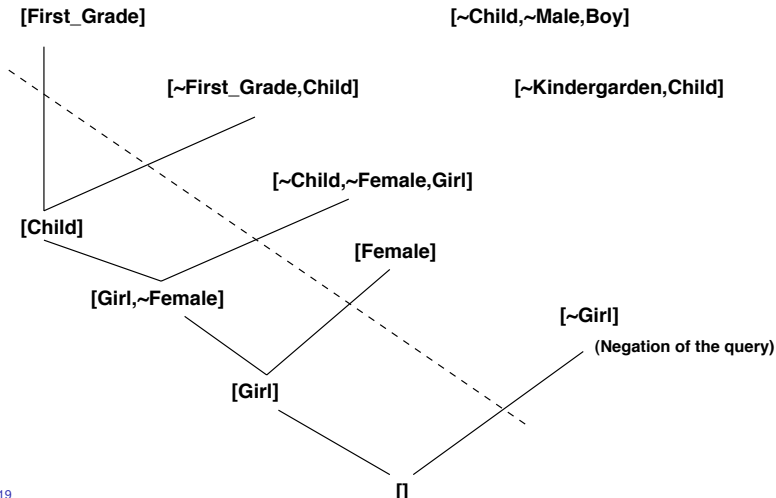 [First_Grade]
[~Child,~Male,Boy]
[~First_Grade,Child]
[~Kindergarden,Child]
[~Child,~Female,Girl]
[Child]
[Female]
[Girl,~Female]
[~Girl]
(Negation of the query)
[Girl]
[]
19